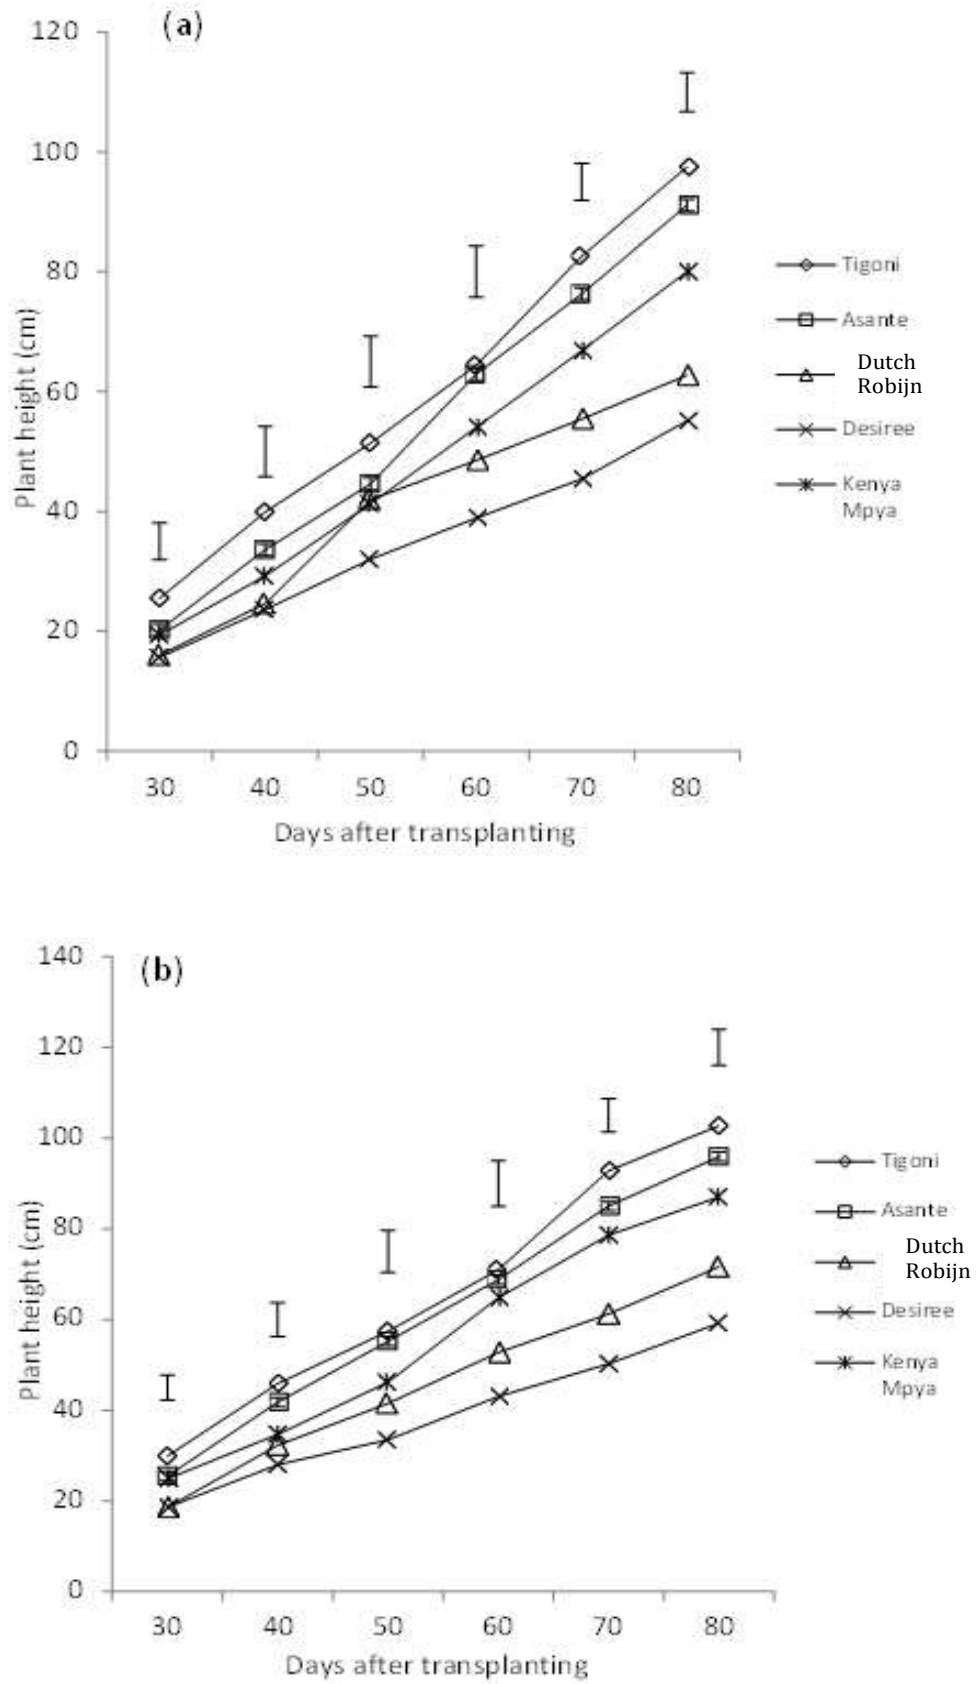 (a)
120
100
80
60
40
20
0
Plant height (cm)
30 40 50 60 70 80
Days after transplanting
Tigoni
Asante
Dutch
Robijn
Desiree
Kenya
Mpya
(b)
140
120
100
80
60
40
20
0
Plant height (cm)
30 40 50 60 70 80
Days after transplanting
Tigoni
Asante
Dutch
Robijn
Desiree
Kenya
Mpya